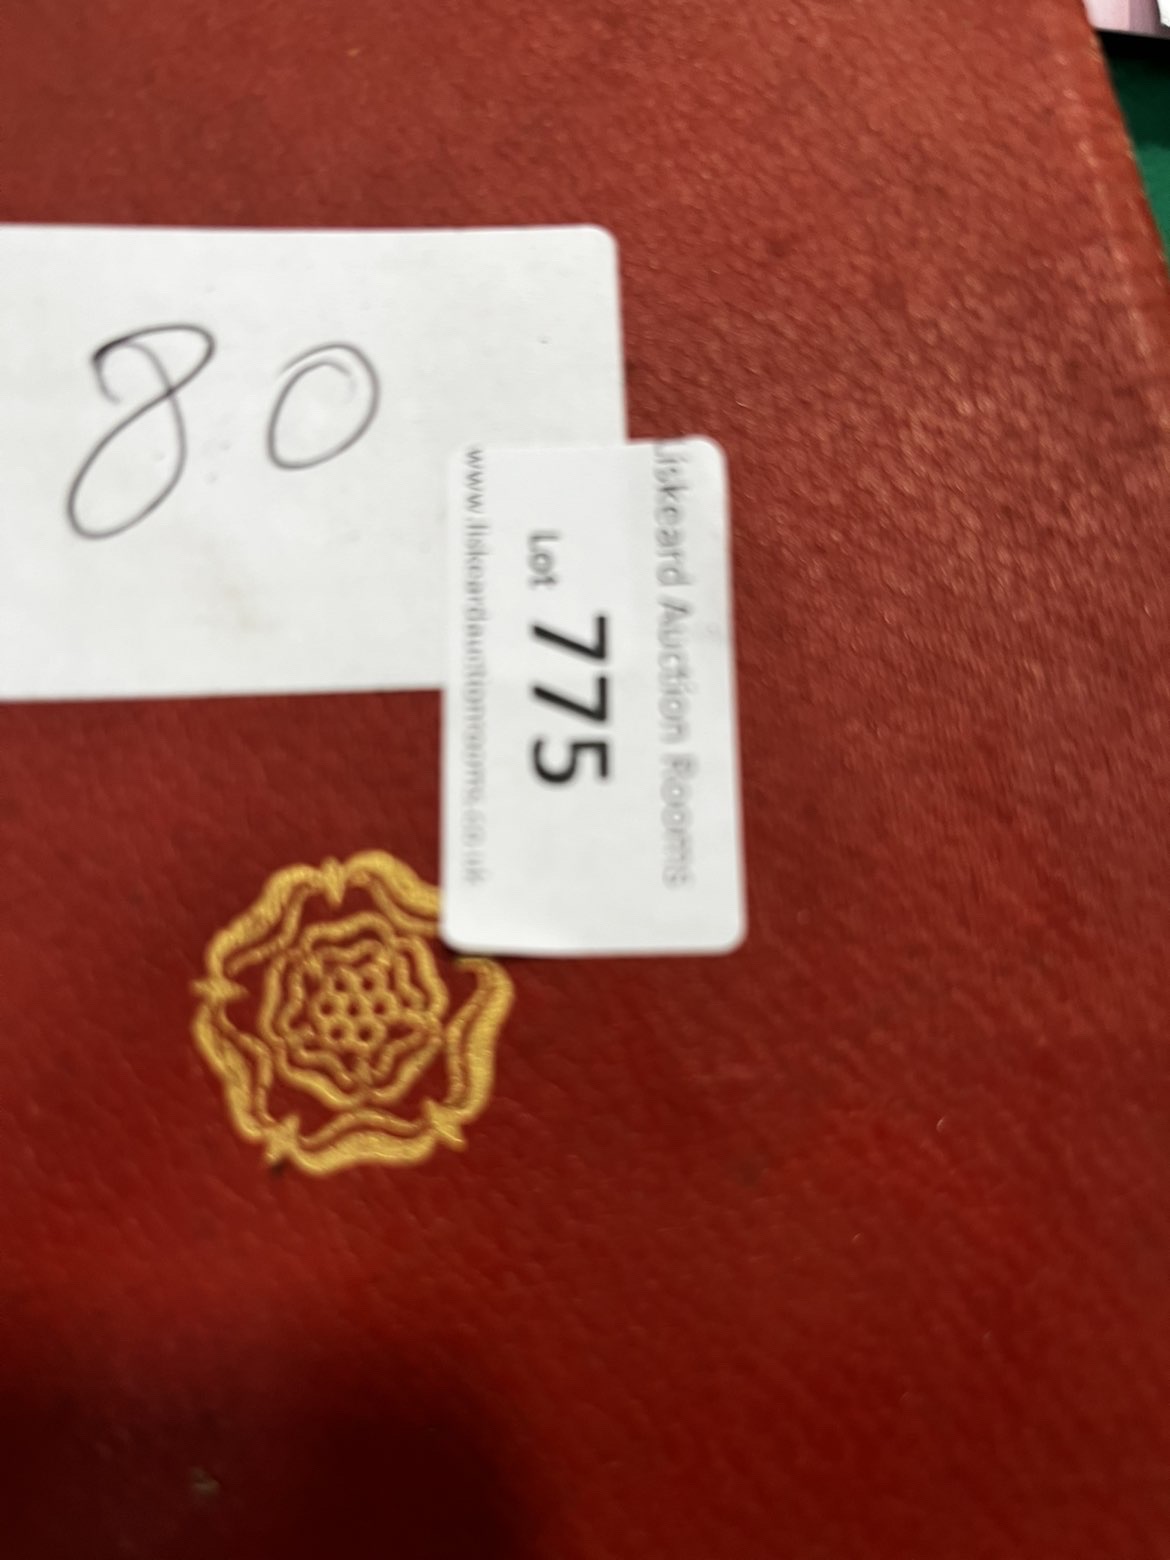 80
Liskeard Auction Rooms
Lot 775
www.liskeardauctionrooms.co.uk